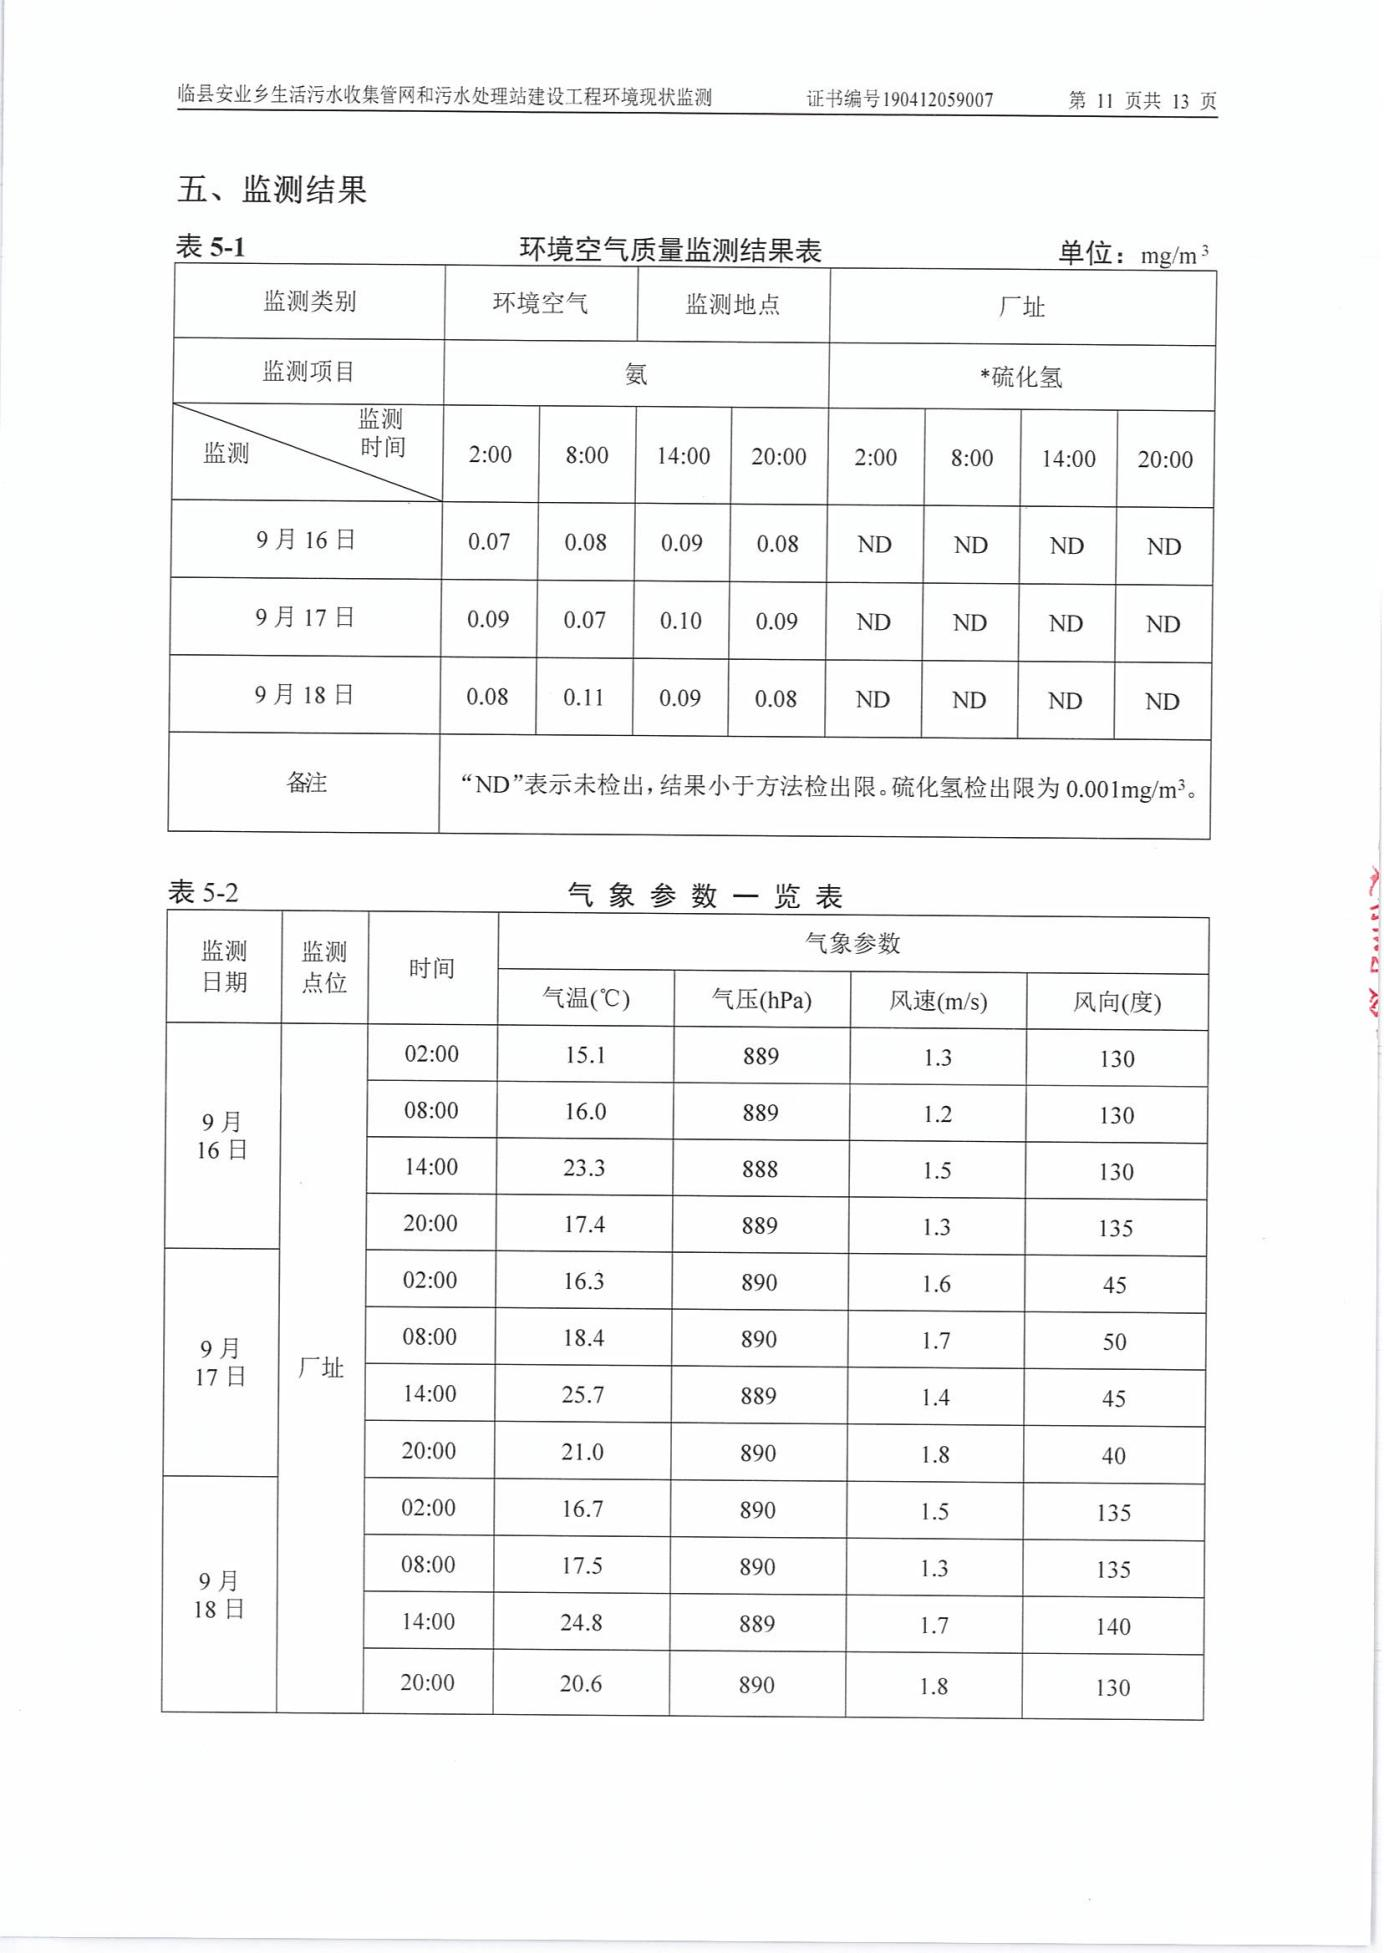 临县安业乡生活污水收集管网和污水处理站建设工程环境现状监测 证书编号190412059007 第 11 页共 13 页
五、监测结果
表 5-1 环境空气质量监测结果表 单位：mg/m³
监测类别 环境空气 监测地点 厂址
监测项目 氨 *硫化氢
监测 监测时间 2:00 8:00 14:00 20:00 2:00 8:00 14:00 20:00
9 月 16 日 0.07 0.08 0.09 0.08 ND ND ND ND
9 月 17 日 0.09 0.07 0.10 0.09 ND ND ND ND
9 月 18 日 0.08 0.11 0.09 0.08 ND ND ND ND
备注 “ND”表示未检出，结果小于方法检出限。硫化氢检出限为 0.001mg/m³。
表 5-2 气 象 参 数 一 览 表
监测日期 监测点位 时间 气象参数
气温(℃) 气压(hPa) 风速(m/s) 风向(度)
9 月 16 日 厂址 02:00 15.1 889 1.3 130
08:00 16.0 889 1.2 130
14:00 23.3 888 1.5 130
20:00 17.4 889 1.3 135
9 月 17 日 02:00 16.3 890 1.6 45
08:00 18.4 890 1.7 50
14:00 25.7 889 1.4 45
20:00 21.0 890 1.8 40
9 月 18 日 02:00 16.7 890 1.5 135
08:00 17.5 890 1.3 135
14:00 24.8 889 1.7 140
20:00 20.6 890 1.8 130